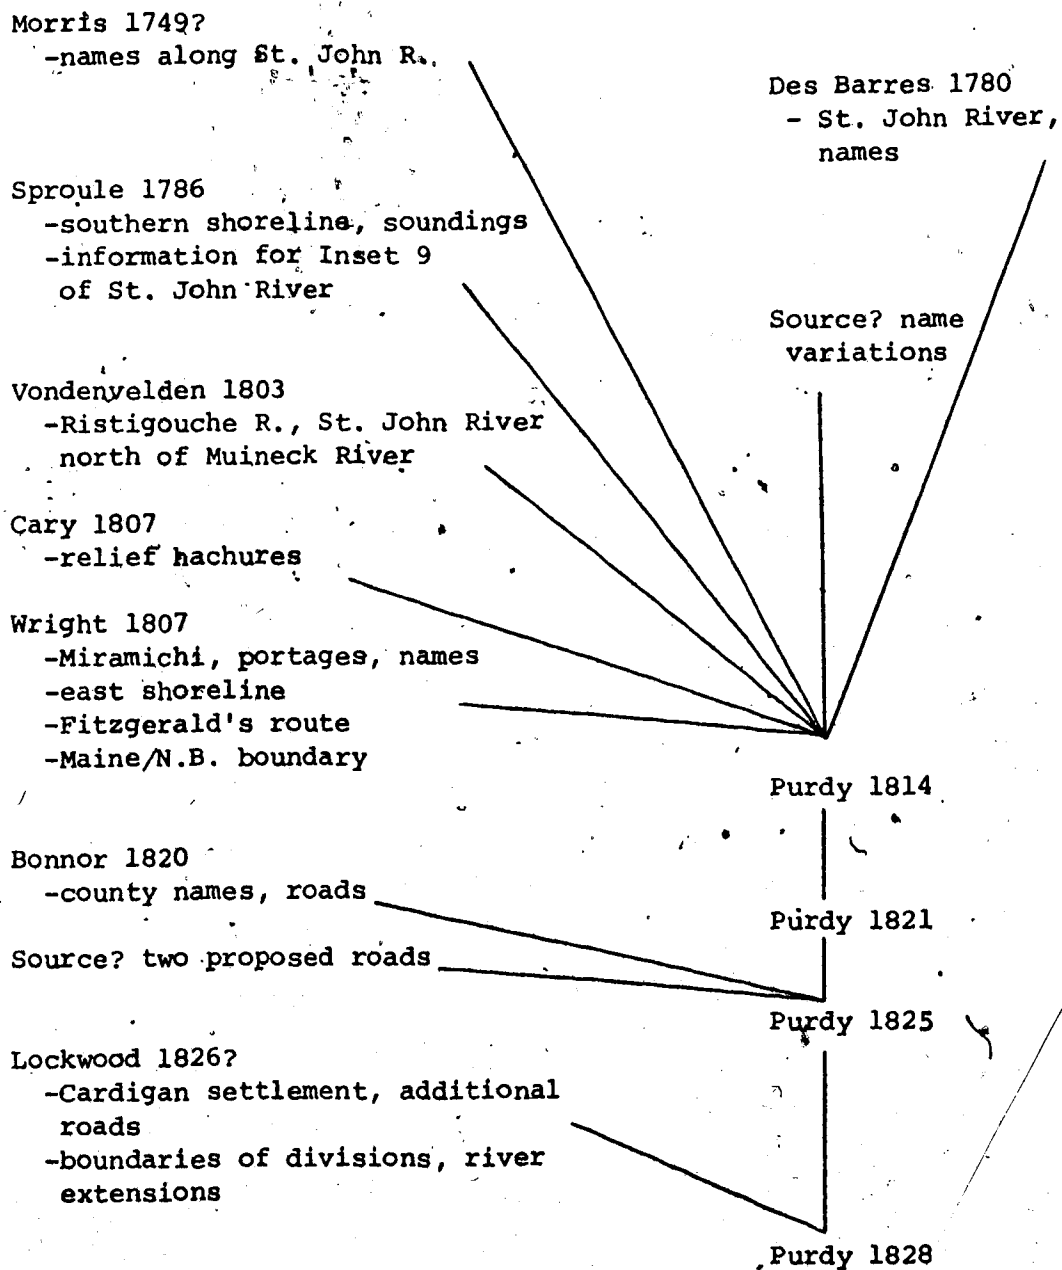 Morris 1749?
-names along St. John R.
Des Barres 1780
- St. John River,
names
Sproule 1786
-southern shoreline, soundings
-information for Inset 9
of St. John River
Source? name
variations
Vondenvelden 1803
-Ristigouche R., St. John River
north of Muineck River
Cary 1807
-relief hachures
Wright 1807
-Miramichi, portages, names
-east shoreline
-Fitzgerald's route
-Maine/N.B. boundary
Purdy 1814
Bonnor 1820
-county names, roads
Purdy 1821
Source? two proposed roads
Purdy 1825
Lockwood 1826?
-Cardigan settlement, additional
roads
-boundaries of divisions, river
extensions
Purdy 1828